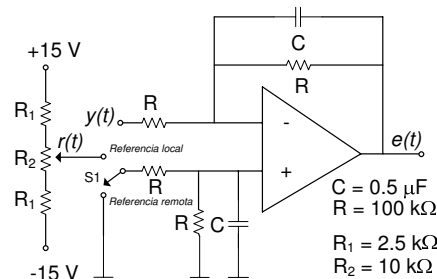 C
+15 V
R
R
R₁
y(t)
-
e(t)
r(t)
Referencia local
R₂
+
S1
R
C = 0.5 μF
Referencia remota
R = 100 kΩ
R₁
R
C
R₁ = 2.5 kΩ
-15 V
R₂ = 10 kΩ